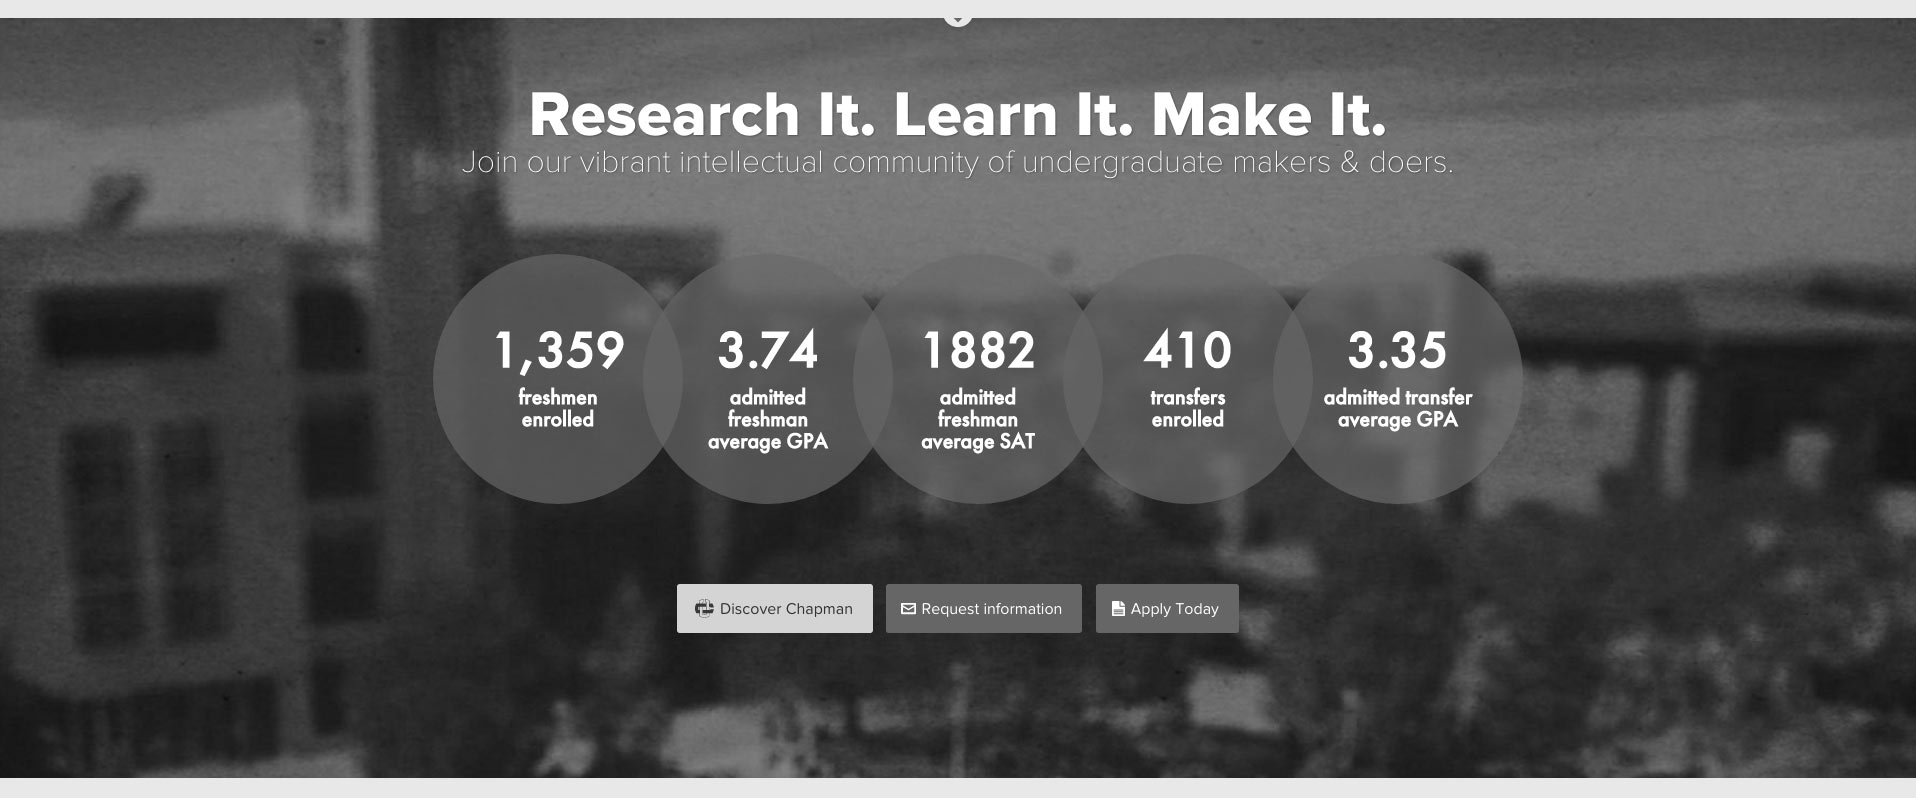 Research It. Learn It. Make It.
Join our vibrant intellectual community of undergraduate makers & doers.
1,359
freshmen
enrolled
3.74
admitted
freshman
average GPA
1882
admitted
freshman
average SAT
410
transfers
enrolled
3.35
admitted transfer
average GPA
Discover Chapman
Request information
Apply Today